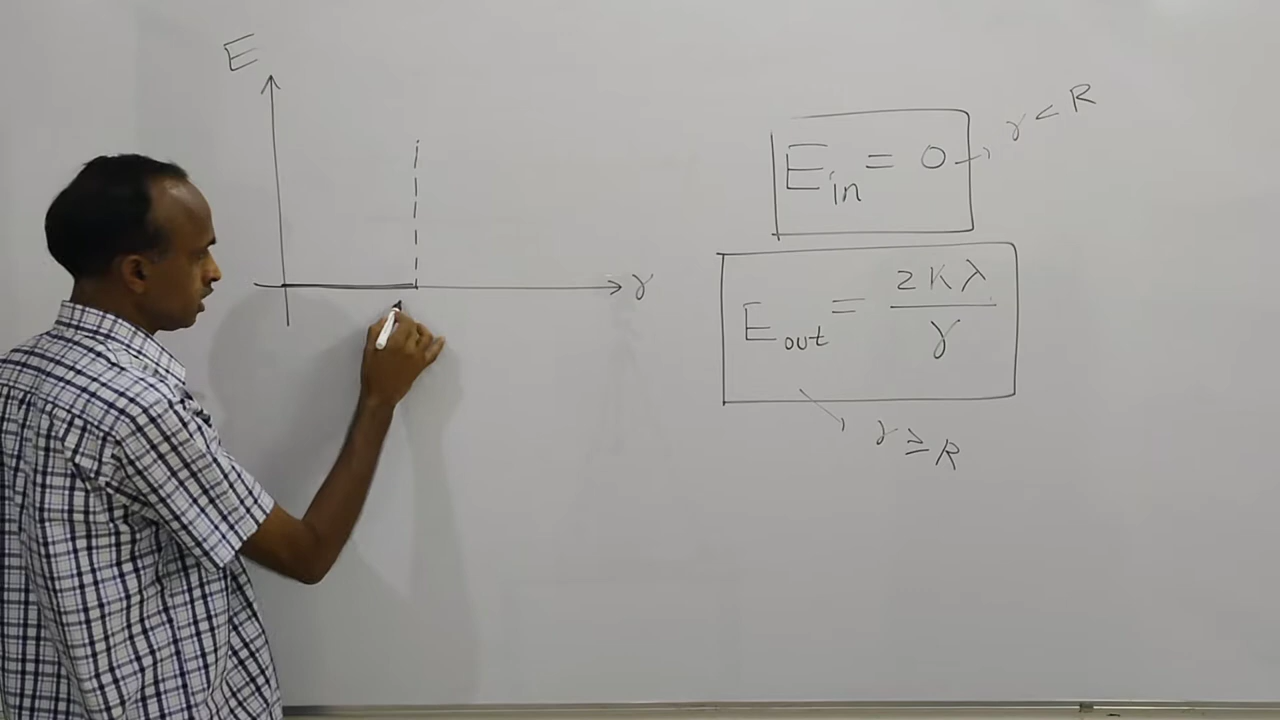 E
r
E_in = 0 → r < R
E_out = 2Kλ / r
→ r ≥ R